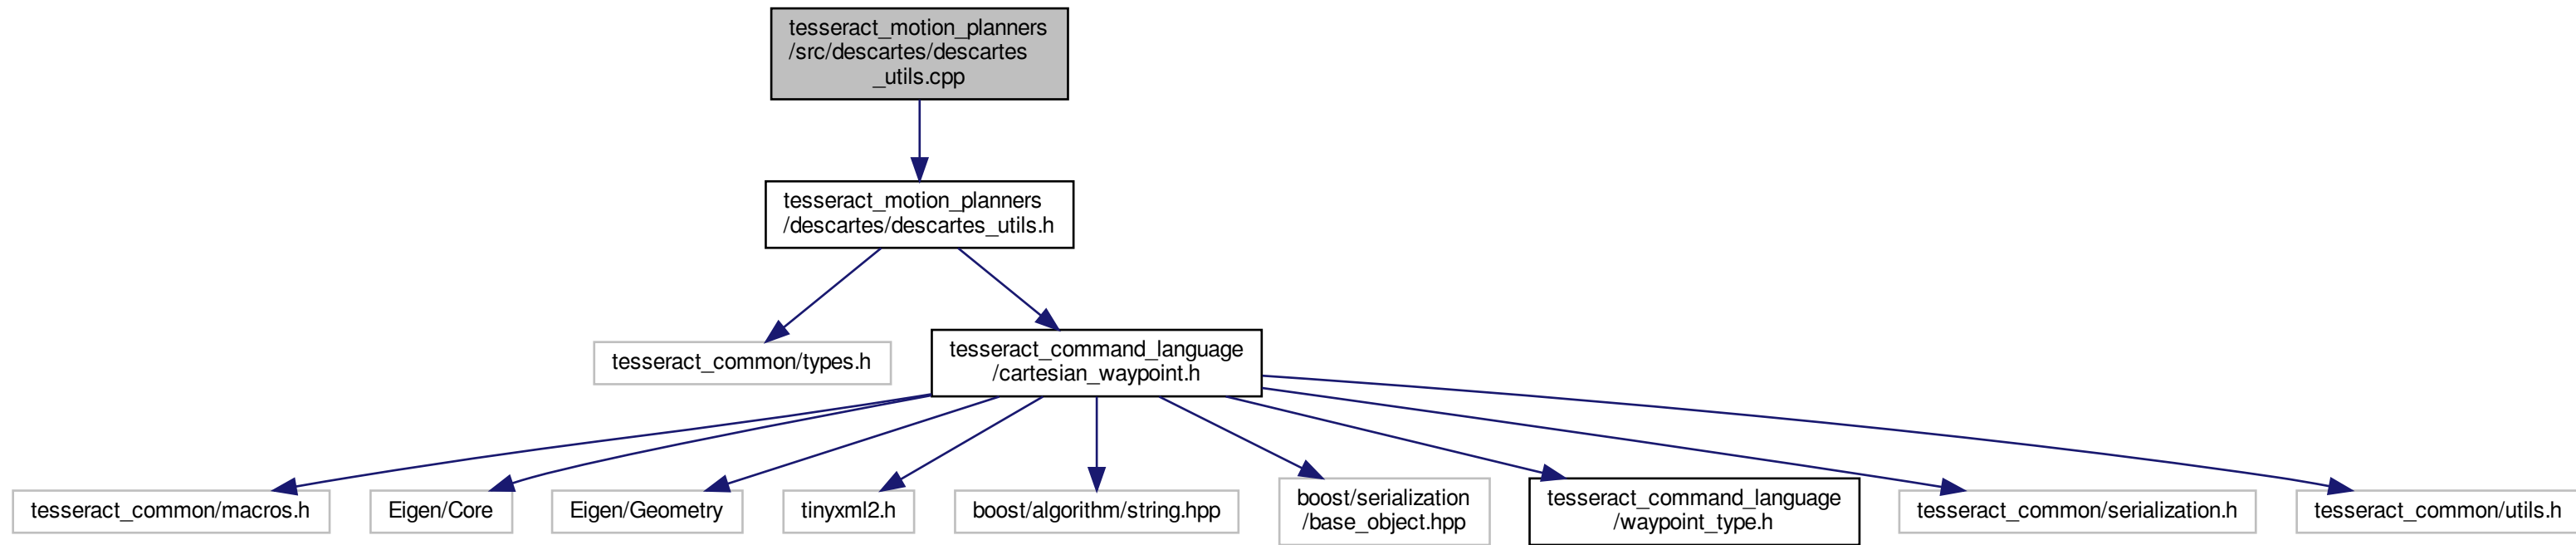 tesseract_motion_planners
/src/descartes/descartes
_utils.cpp
tesseract_motion_planners
/descartes/descartes_utils.h
tesseract_common/types.h
tesseract_command_language
/cartesian_waypoint.h
tesseract_common/macros.h
Eigen/Core
Eigen/Geometry
tinyxml2.h
boost/algorithm/string.hpp
boost/serialization
/base_object.hpp
tesseract_command_language
/waypoint_type.h
tesseract_common/serialization.h
tesseract_common/utils.h